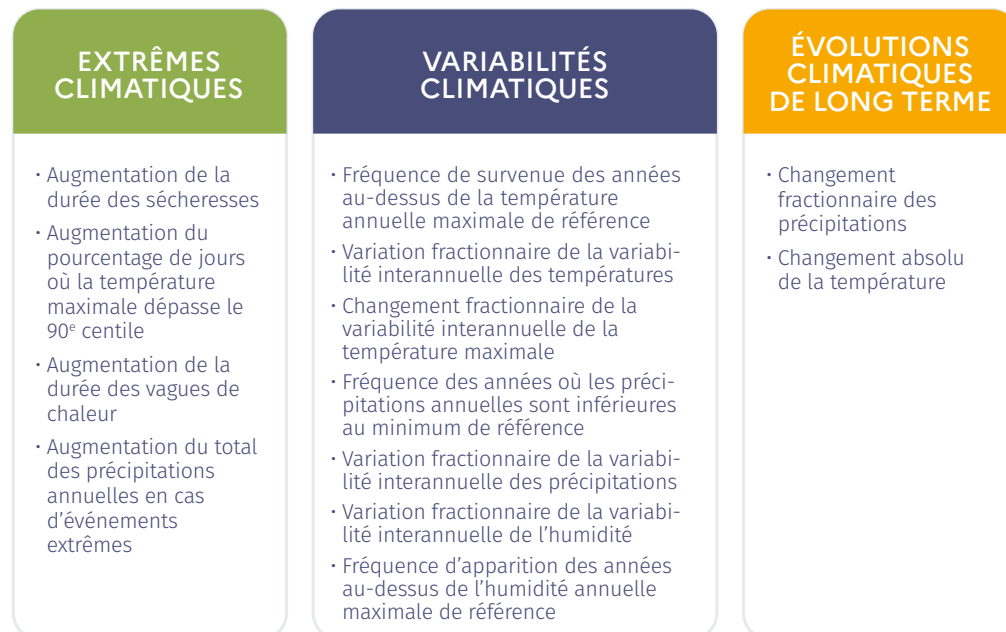 EXTRÊMES
CLIMATIQUES
· Augmentation de la
durée des sécheresses
· Augmentation du
pourcentage de jours
où la température
maximale dépasse le
90e centile
· Augmentation de la
durée des vagues de
chaleur
· Augmentation du total
des précipitations
annuelles en cas
d’événements
extrêmes
VARIABILITÉS
CLIMATIQUES
· Fréquence de survenue des années
au-dessus de la température
annuelle maximale de référence
· Variation fractionnaire de la variabi-
lité interannuelle des températures
· Changement fractionnaire de la
variabilité interannuelle de la
température maximale
· Fréquence des années où les préci-
pitations annuelles sont inférieures
au minimum de référence
· Variation fractionnaire de la variabi-
lité interannuelle des précipitations
· Variation fractionnaire de la variabi-
lité interannuelle de l’humidité
· Fréquence d’apparition des années
au-dessus de l’humidité annuelle
maximale de référence
ÉVOLUTIONS
CLIMATIQUES
DE LONG TERME
· Changement
fractionnaire des
précipitations
· Changement absolu
de la température